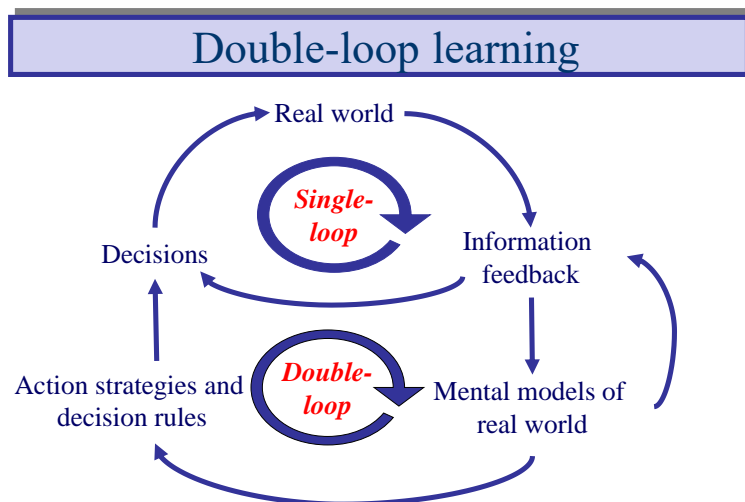 Double-loop learning
Real world
Single-
loop
Decisions
Information
feedback
Action strategies and
decision rules
Double-
loop
Mental models of
real world